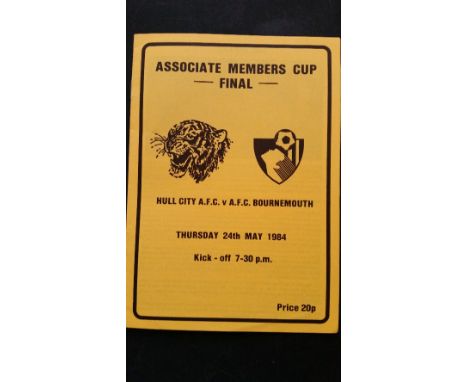 ASSOCIATE MEMBERS CUP
— FINAL —
HULL CITY A.F.C. v A.F.C. BOURNEMOUTH
THURSDAY 24th MAY 1984
Kick - off 7-30 p.m.
Price 20p